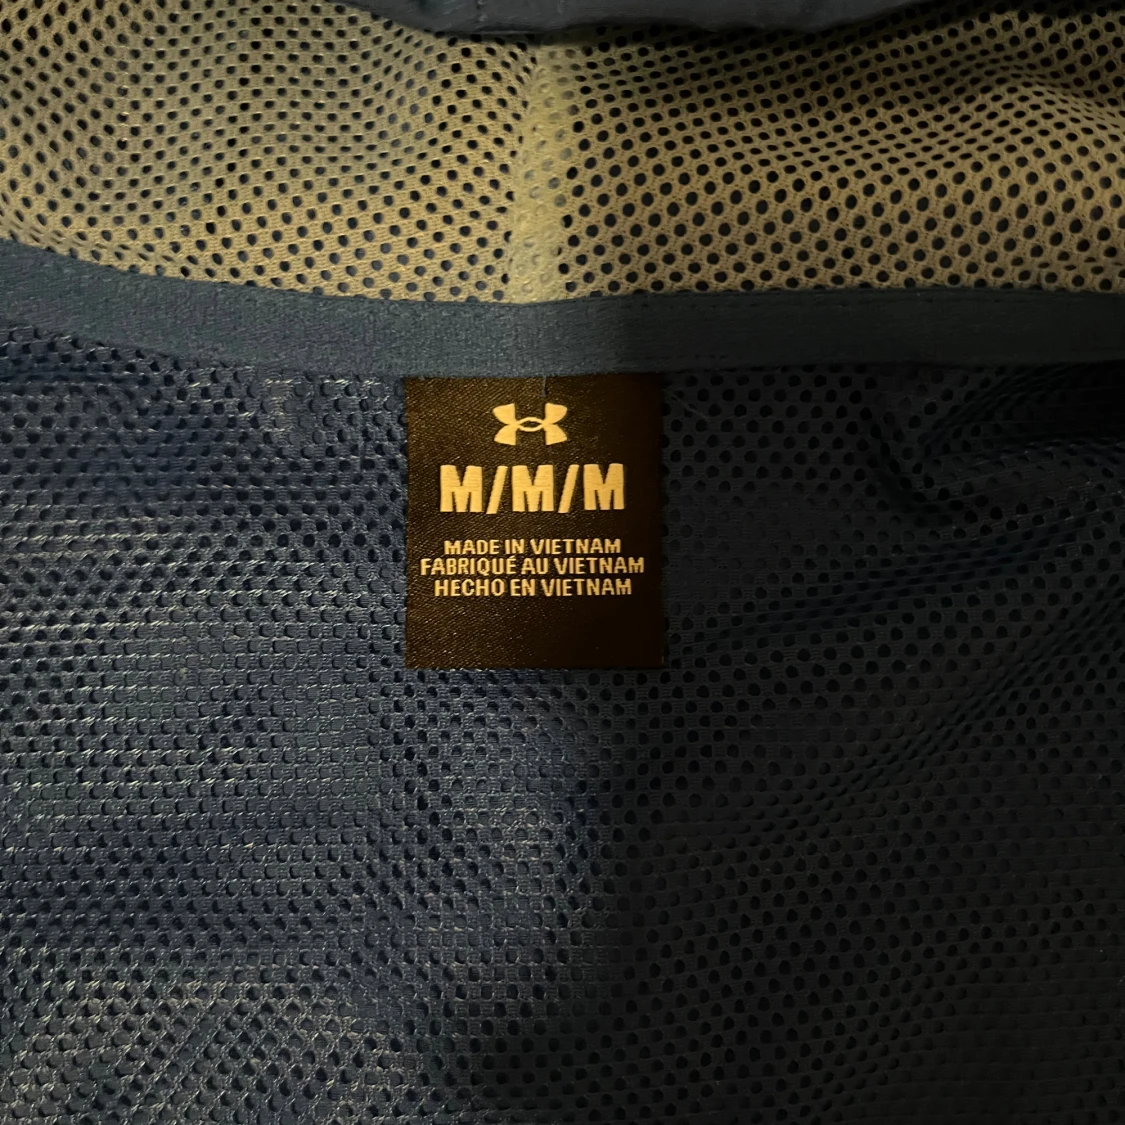 M/M/M
MADE IN VIETNAM
FABRIQUÉ AU VIETNAM
HECHO EN VIETNAM